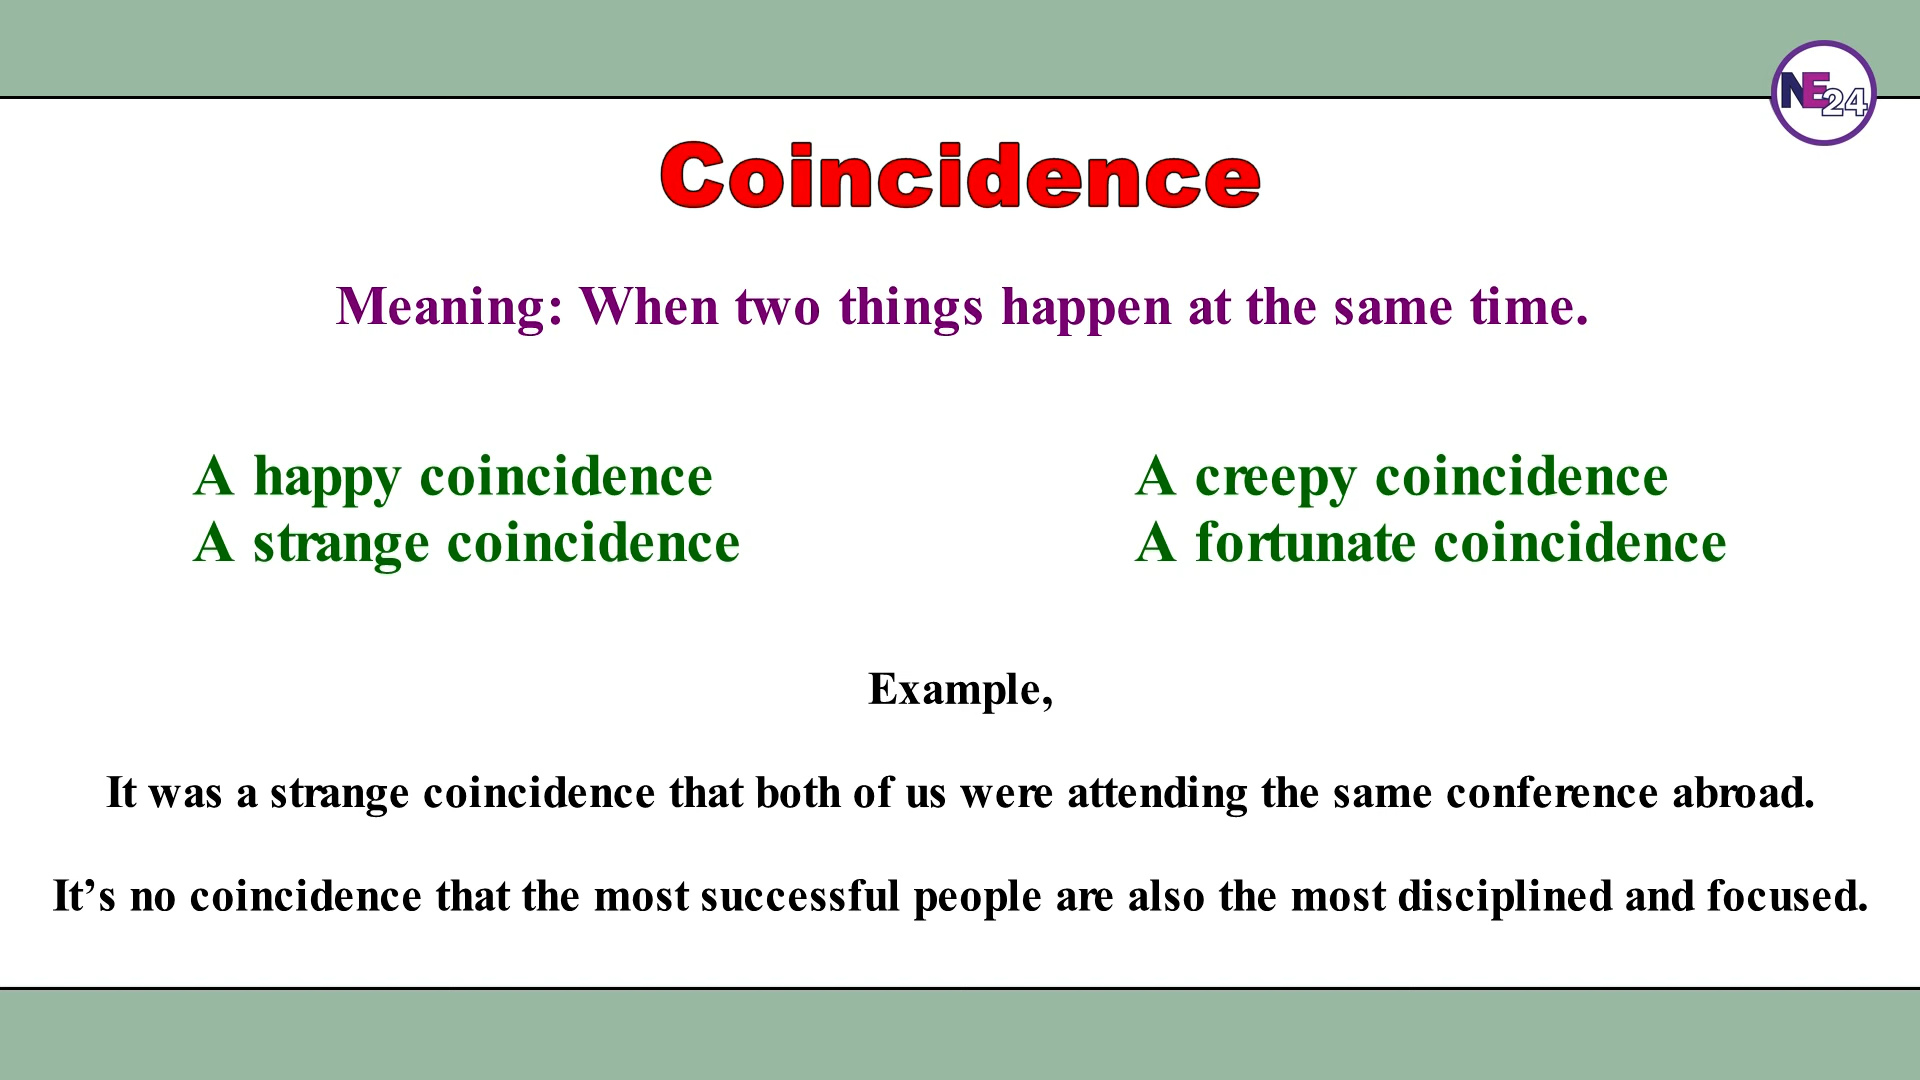 NE24
Coincidence
Meaning: When two things happen at the same time.
A happy coincidence
A strange coincidence
A creepy coincidence
A fortunate coincidence
Example,
It was a strange coincidence that both of us were attending the same conference abroad.
It’s no coincidence that the most successful people are also the most disciplined and focused.